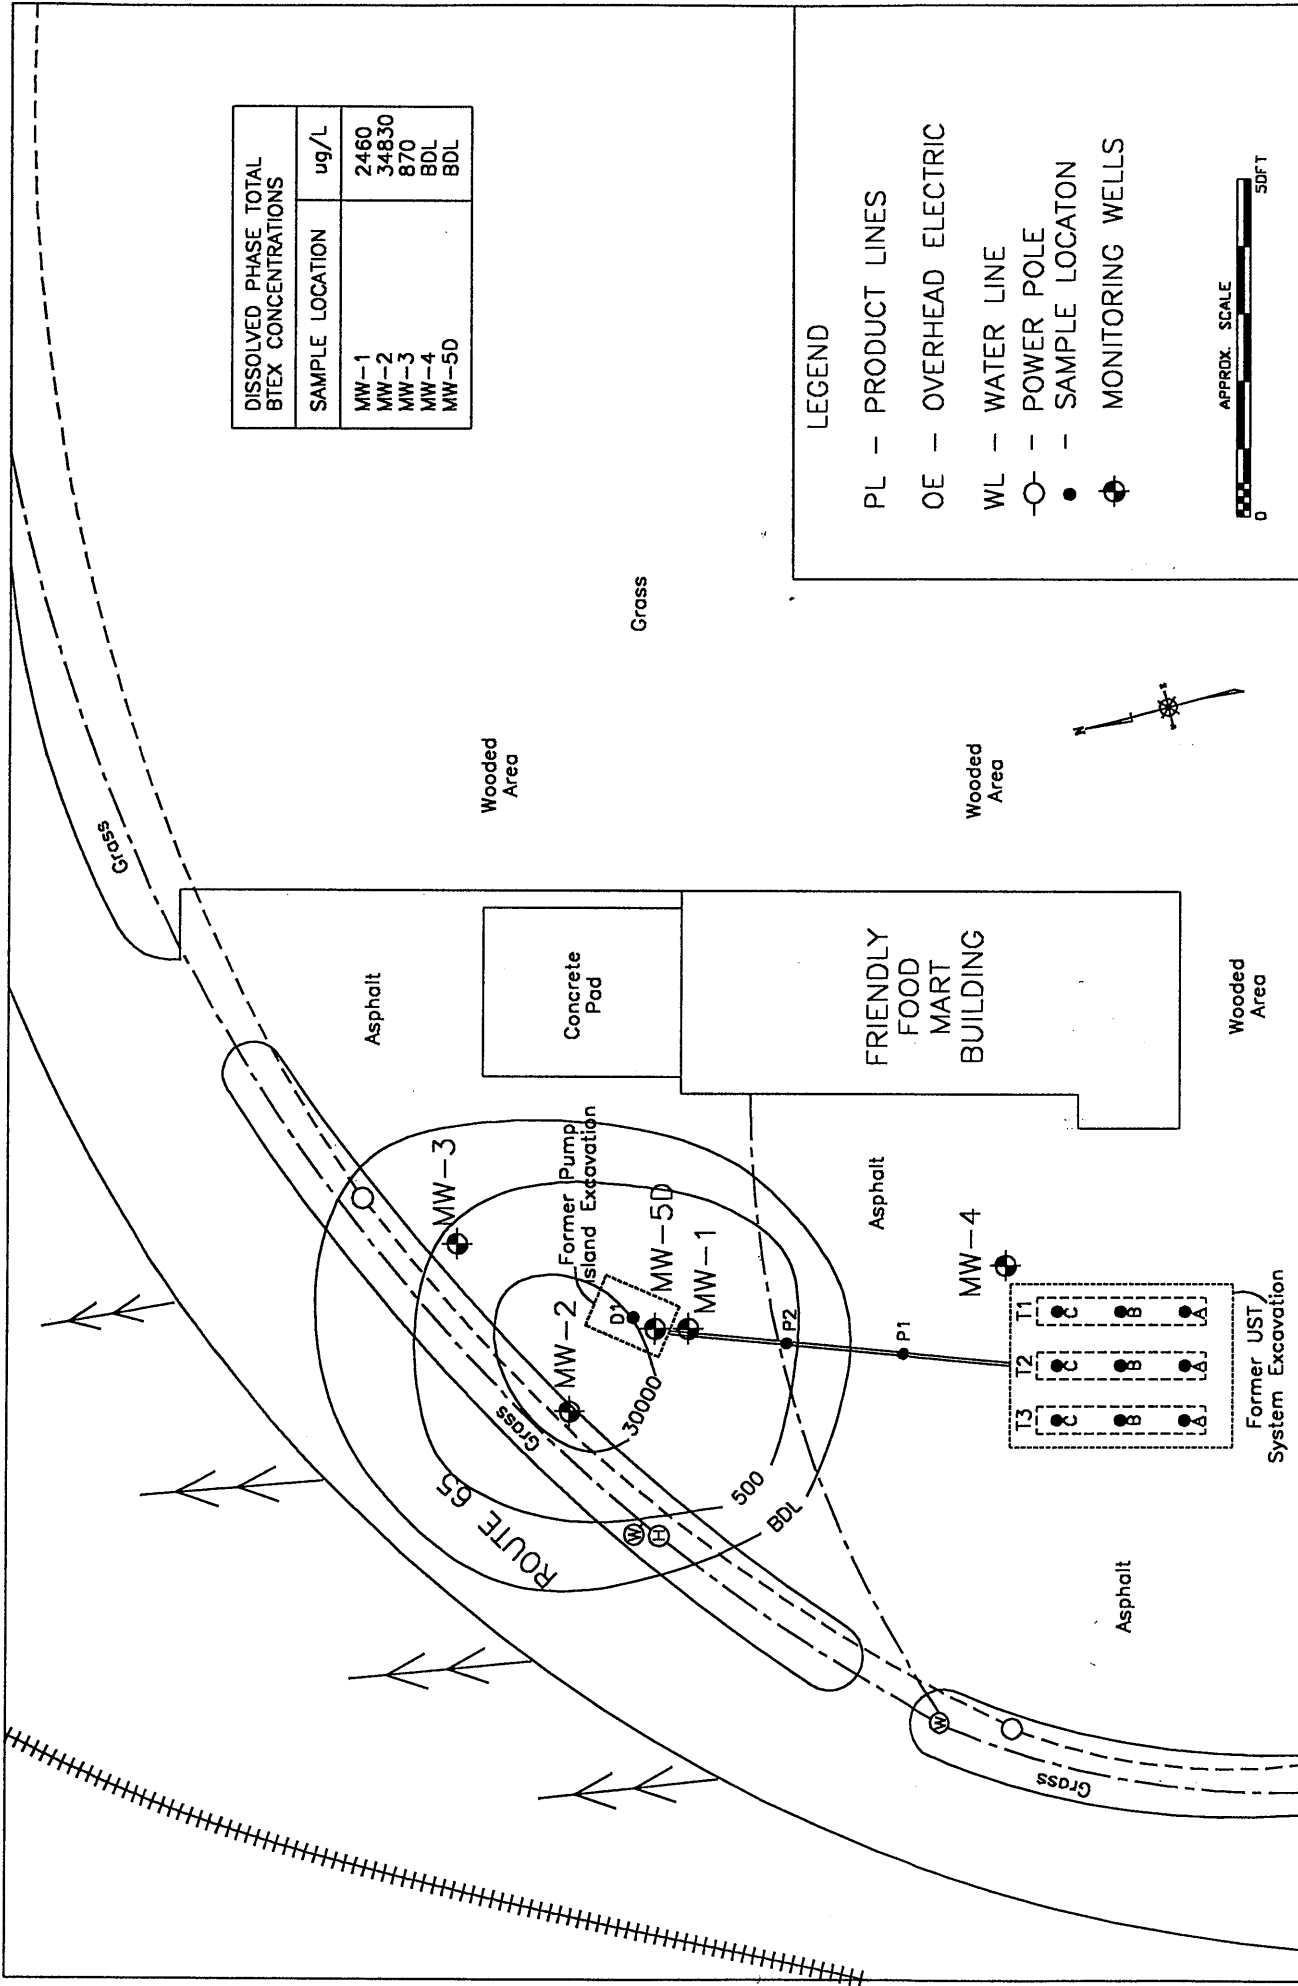 DISSOLVED PHASE TOTAL
BTEX CONCENTRATIONS
SAMPLE LOCATION ug/L
MW-1 2460
MW-2 34830
MW-3 870
MW-4 BDL
MW-5D BDL
Grass
Grass
Wooded
Area
Wooded
Area
Wooded
Area
Asphalt
Concrete
Pad
FRIENDLY
FOOD
MART
BUILDING
MW-3
Former Pump
Island Excavation
MW-5D
MW-1
MW-2
D1
30000
500
BDL
P2
P1
Asphalt
MW-4
T1
C
B
A
T2
C
B
A
T3
C
B
A
Former UST
System Excavation
Grass
ROUTE 65
W
H
W
Grass
Asphalt
N
LEGEND
PL - PRODUCT LINES
OE - OVERHEAD ELECTRIC
WL - WATER LINE
- POWER POLE
- SAMPLE LOCATON
MONITORING WELLS
APPROX. SCALE
0 50FT